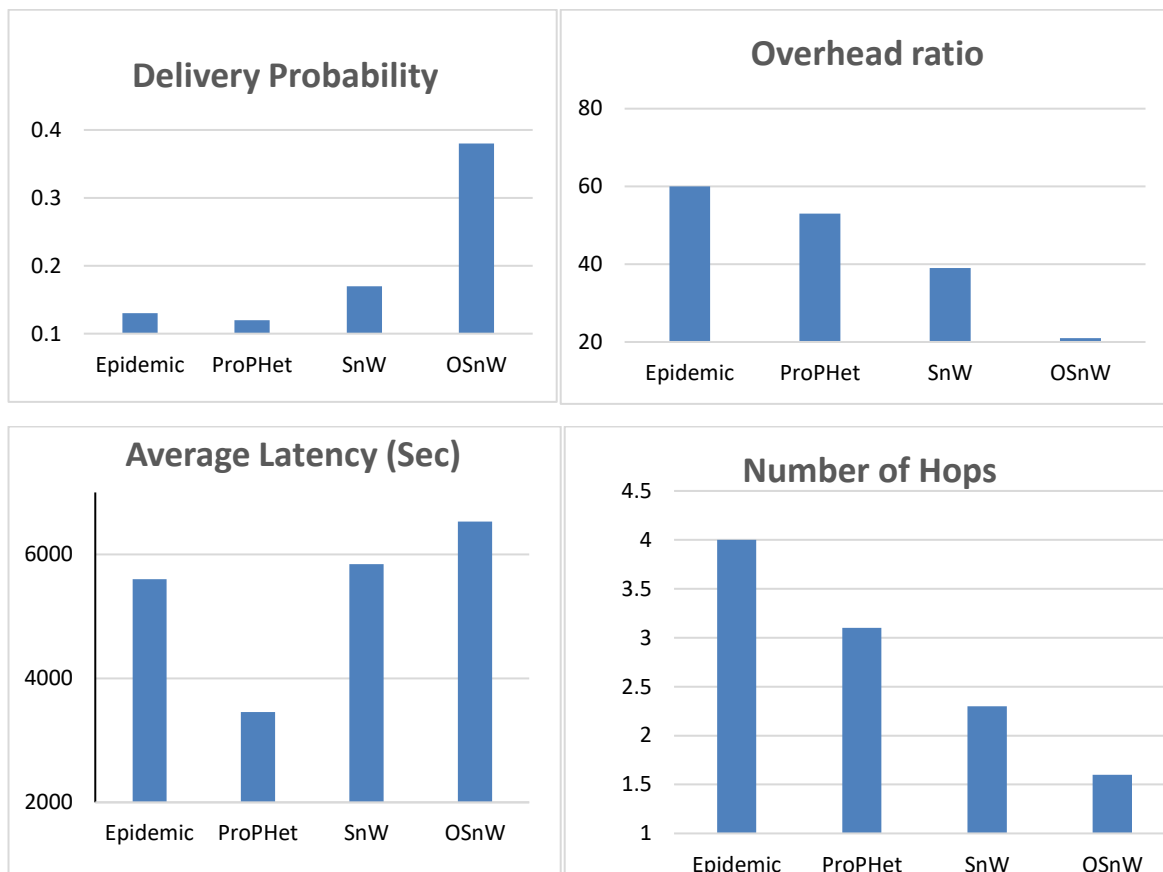 Delivery Probability
0.4
0.3
0.2
0.1
Epidemic ProPHet SnW OSnW
Overhead ratio
80
60
40
20
Epidemic ProPHet SnW OSnW
Average Latency (Sec)
6000
4000
2000
Epidemic ProPHet SnW OSnW
Number of Hops
4.5
4
3.5
3
2.5
2
1.5
1
Epidemic ProPHet SnW OSnW